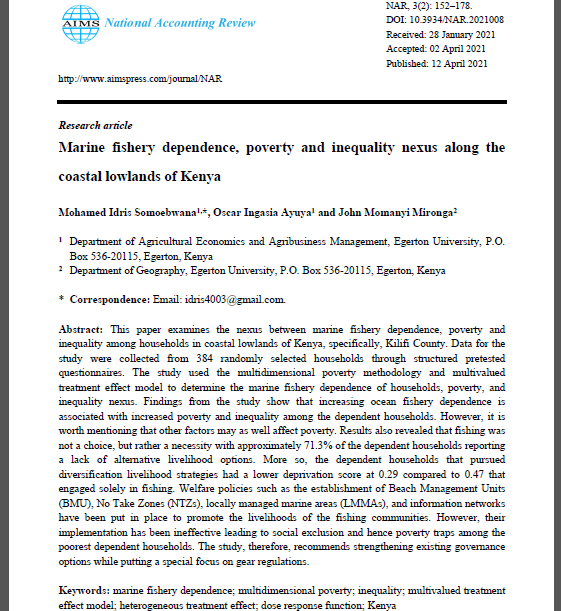 NAR, 3(2): 152–178.
DOI: 10.3934/NAR.2021008
Received: 28 January 2021
Accepted: 02 April 2021
Published: 12 April 2021
AIMS National Accounting Review
http://www.aimspress.com/journal/NAR
Research article
Marine fishery dependence, poverty and inequality nexus along the
coastal lowlands of Kenya
Mohamed Idris Somoebwana1,*, Oscar Ingasia Ayuya1 and John Momanyi Mironga2
1 Department of Agricultural Economics and Agribusiness Management, Egerton University, P.O.
Box 536-20115, Egerton, Kenya
2 Department of Geography, Egerton University, P.O. Box 536-20115, Egerton, Kenya
* Correspondence: Email: idris4003@gmail.com.
Abstract: This paper examines the nexus between marine fishery dependence, poverty and
inequality among households in coastal lowlands of Kenya, specifically, Kilifi County. Data for the
study were collected from 384 randomly selected households through structured pretested
questionnaires. The study used the multidimensional poverty methodology and multivalued
treatment effect model to determine the marine fishery dependence of households, poverty, and
inequality nexus. Findings from the study show that increasing ocean fishery dependence is
associated with increased poverty and inequality among the dependent households. However, it is
worth mentioning that other factors may as well affect poverty. Results also revealed that fishing was
not a choice, but rather a necessity with approximately 71.3% of the dependent households reporting
a lack of alternative livelihood options. More so, the dependent households that pursued
diversification livelihood strategies had a lower deprivation score at 0.29 compared to 0.47 that
engaged solely in fishing. Welfare policies such as the establishment of Beach Management Units
(BMU), No Take Zones (NTZs), locally managed marine areas (LMMAs), and information networks
have been put in place to promote the livelihoods of the fishing communities. However, their
implementation has been ineffective leading to social exclusion and hence poverty traps among the
poorest dependent households. The study, therefore, recommends strengthening existing governance
options while putting a special focus on gear regulations.
Keywords: marine fishery dependence; multidimensional poverty; inequality; multivalued treatment
effect model; heterogeneous treatment effect; dose response function; Kenya